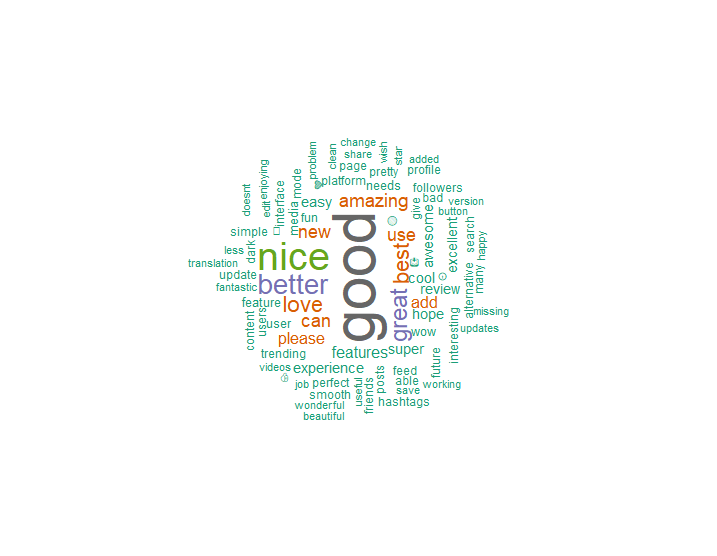 change
share
wish
star
problem
clean
page
pretty
added
profile
enjoying
mode
platform
needs
followers
doesnt
edit
interface
media
easy
amazing
give
bad
version
button
fun
simple
new
good
use
awesome
excellent
search
happy
less
dark
nice
best
translation
update
better
cool
many
alternative
fantastic
review
feature
love
great
add
hope
missing
content
users
user
can
wow
updates
please
interesting
trending
features
super
future
videos
experience
feed
job
perfect
able
working
smooth
useful
friends
posts
save
wonderful
hashtags
beautiful